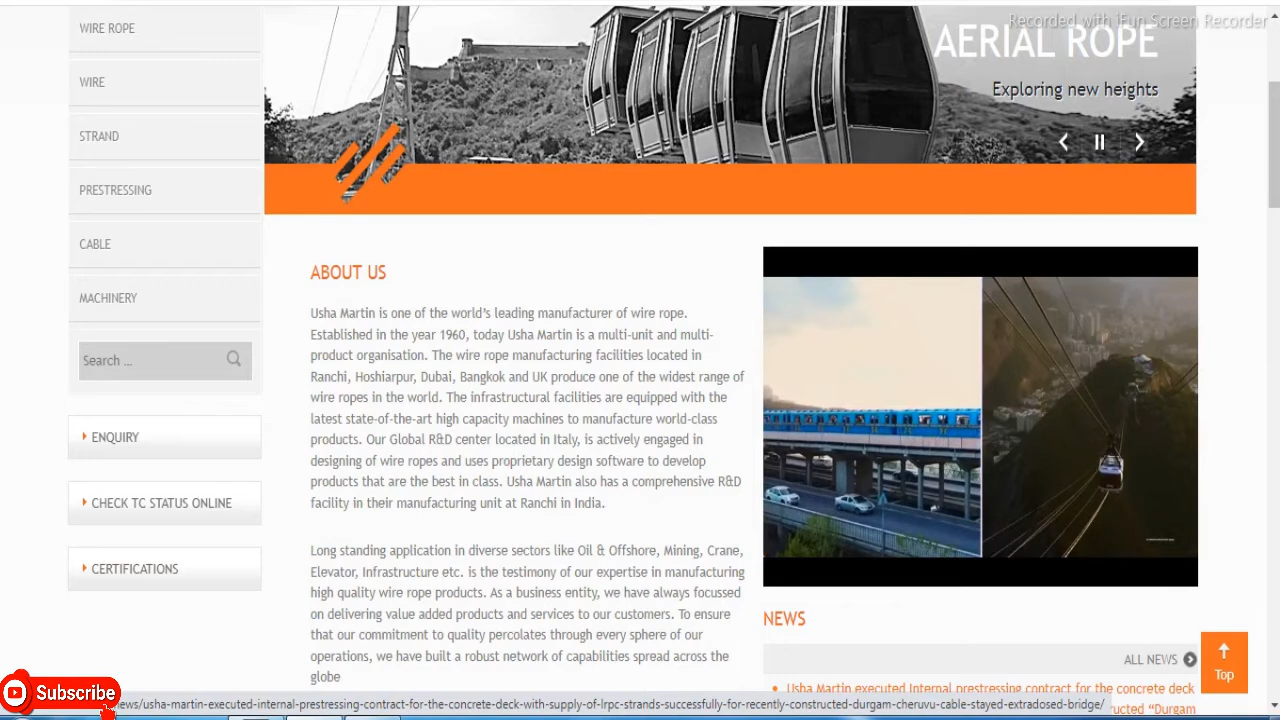 Recorded with iFun Screen Recorder
WIRE ROPE
WIRE
STRAND
PRESTRESSING
CABLE
MACHINERY
Search ...
ENQUIRY
CHECK TC STATUS ONLINE
CERTIFICATIONS
AERIAL ROPE
Exploring new heights
ABOUT US
Usha Martin is one of the world's leading manufacturer of wire rope.
Established in the year 1960, today Usha Martin is a multi-unit and multi-
product organisation. The wire rope manufacturing facilities located in
Ranchi, Hoshiarpur, Dubai, Bangkok and UK produce one of the widest range of
wire ropes in the world. The infrastructural facilities are equipped with the
latest state-of-the-art high capacity machines to manufacture world-class
products. Our Global R&D center located in Italy, is actively engaged in
designing of wire ropes and uses proprietary design software to develop
products that are the best in class. Usha Martin also has a comprehensive R&D
facility in their manufacturing unit at Ranchi in India.
Long standing application in diverse sectors like Oil & Offshore, Mining, Crane,
Elevator, Infrastructure etc. is the testimony of our expertise in manufacturing
high quality wire rope products. As a business entity, we have always focussed
on delivering value added products and services to our customers. To ensure
that our commitment to quality percolates through every sphere of our
operations, we have built a robust network of capabilities spread across the
globe
NEWS
ALL NEWS
Usha Martin executed Internal prestressing contract for the concrete deck
ructed "Durgam
Top
Subscribe
news/usha-martin-executed-internal-prestressing-contract-for-the-concrete-deck-with-supply-of-lrpc-strands-successfully-for-recently-constructed-durgam-cheruvu-cable-stayed-extradosed-bridge/